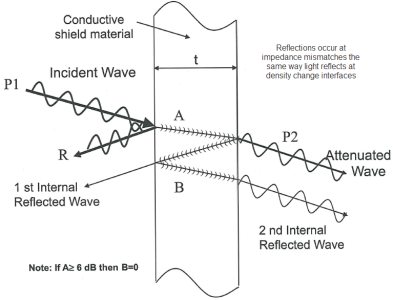 Conductive
shield material
Reflections occur at
impedance mismatches the
same way light reflects at
density change interfaces
t
Incident Wave
P1
A
R
P2
Attenuated
Wave
1 st Internal
Reflected Wave
B
2 nd Internal
Reflected Wave
Note: If A≥ 6 dB then B=0